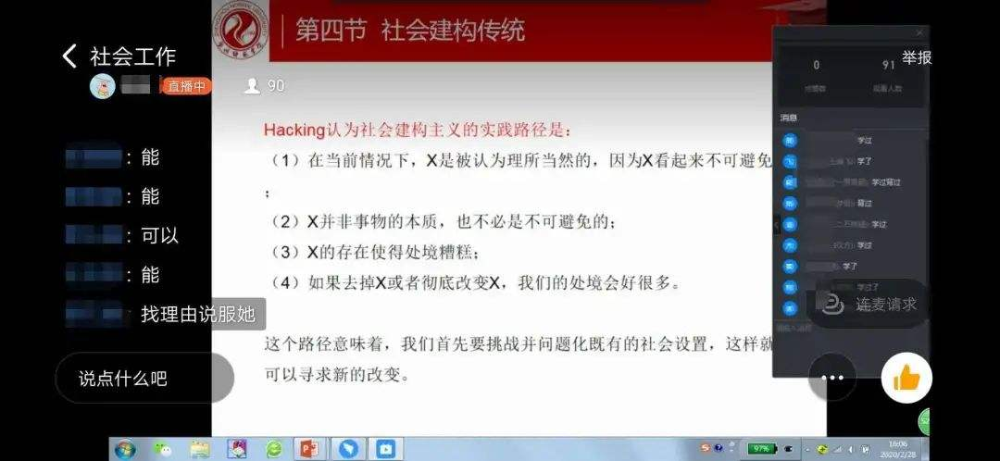 第四节 社会建构传统
社会工作
直播中
90
举报
0
91
消息
Hacking认为社会建构主义的实践路径是：
（1）在当前情况下，X是被认为理所当然的，因为X看起来不可避免
；
（2）X并非事物的本质，也不必是不可避免的；
（3）X的存在使得处境糟糕；
（4）如果去掉X或者彻底改变X，我们的处境会好很多。
这个路径意味着，我们首先要挑战并问题化既有的社会设置，这样就
可以寻求新的改变。
：能
：能
：可以
：能
：找理由说服她
说点什么吧
学过
学了
学过背过
背过
学过
学过
学了
学过了
连麦请求
97%
16:06
2020/2/28